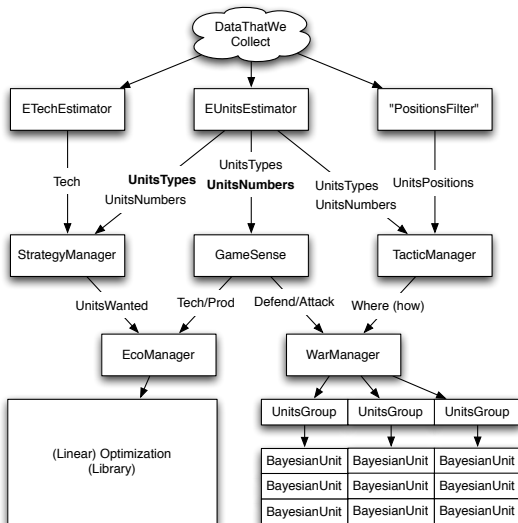 DataThatWe
Collect
ETechEstimator
EUnitsEstimator
"PositionsFilter"
Tech
UnitsTypes
UnitsNumbers
UnitsTypes
UnitsNumbers
UnitsTypes
UnitsNumbers
UnitsPositions
StrategyManager
GameSense
TacticManager
UnitsWanted
Tech/Prod
Defend/Attack
Where (how)
EcoManager
WarManager
(Linear) Optimization
(Library)
UnitsGroup UnitsGroup UnitsGroup
BayesianUnit BayesianUnit BayesianUnit
BayesianUnit BayesianUnit BayesianUnit
BayesianUnit BayesianUnit BayesianUnit